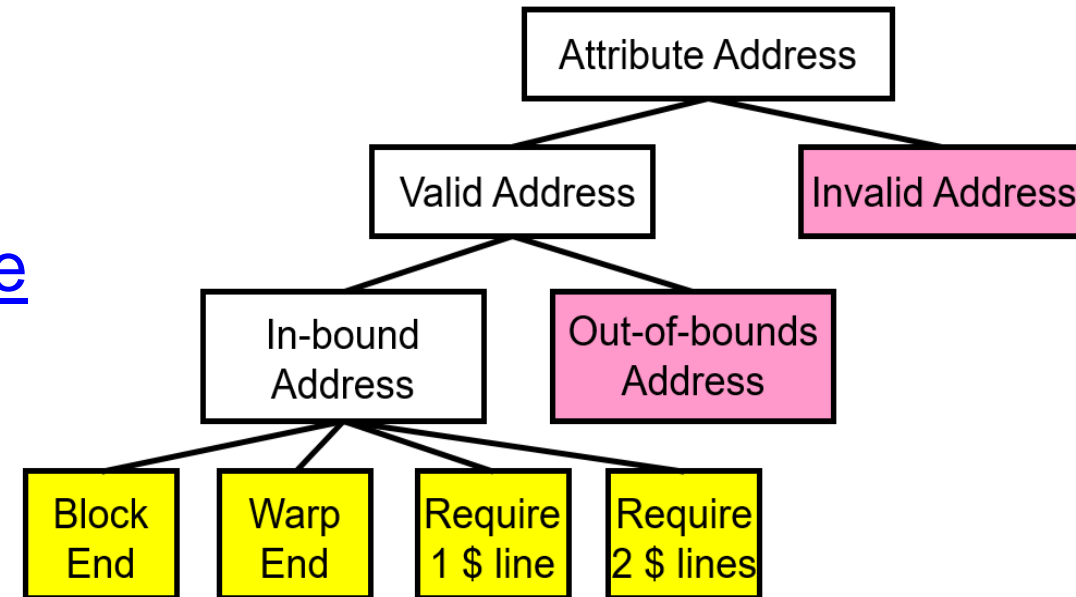 Attribute Address
Valid Address
Invalid Address
e
In-bound
Address
Out-of-bounds
Address
Block
End
Warp
End
Require
1 $ line
Require
2 $ lines